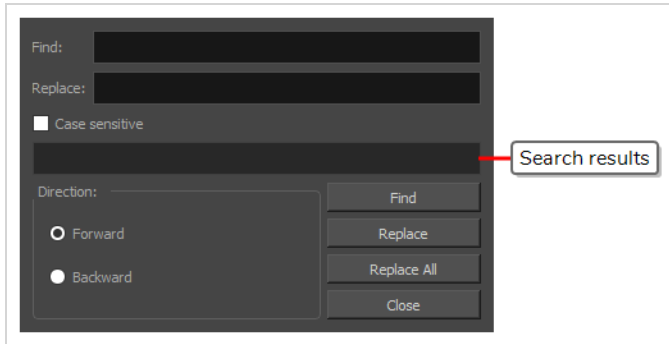 Find:
Replace:
Case sensitive
Search results
Direction:
Find
Forward
Replace
Backward
Replace All
Close